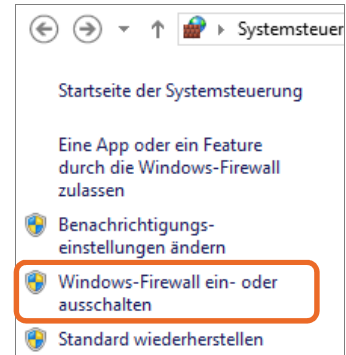 Systemsteuer
Startseite der Systemsteuerung
Eine App oder ein Feature
durch die Windows-Firewall
zulassen
Benachrichtigungs-
einstellungen ändern
Windows-Firewall ein- oder
ausschalten
Standard wiederherstellen